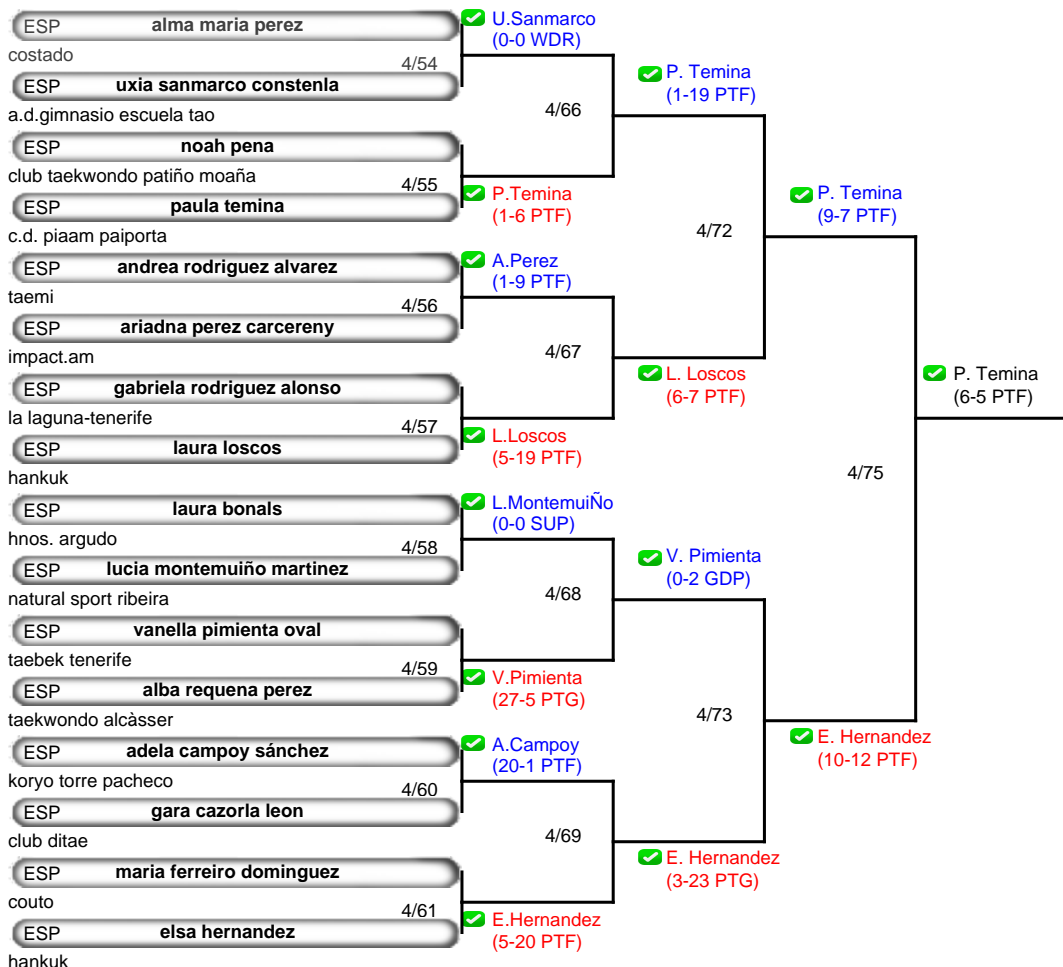 ESP alma maria perez
costado
4/54
ESP uxia sanmarco constenla
a.d.gimnasio escuela tao
ESP noah pena
club taekwondo patiño moaña
4/55
ESP paula temina
c.d. piaam paiporta
ESP andrea rodriguez alvarez
taemi
4/56
ESP ariadna perez carcereny
impact.am
ESP gabriela rodriguez alonso
la laguna-tenerife
4/57
ESP laura loscos
hankuk
ESP laura bonals
hnos. argudo
4/58
ESP lucia montemuiño martinez
natural sport ribeira
ESP vanella pimienta oval
taebek tenerife
4/59
ESP alba requena perez
taekwondo alcàsser
ESP adela campoy sánchez
koryo torre pacheco
4/60
ESP gara cazorla leon
club ditae
ESP maria ferreiro dominguez
couto
4/61
ESP elsa hernandez
hankuk
U.Sanmarco
(0-0 WDR)
4/66
P.Temina
(1-6 PTF)
A.Perez
(1-9 PTF)
4/67
L.Loscos
(5-19 PTF)
L.MontemuiÑo
(0-0 SUP)
4/68
V.Pimienta
(27-5 PTG)
A.Campoy
(20-1 PTF)
4/69
E.Hernandez
(5-20 PTF)
P. Temina
(1-19 PTF)
4/72
L. Loscos
(6-7 PTF)
V. Pimienta
(0-2 GDP)
4/73
E. Hernandez
(3-23 PTG)
P. Temina
(9-7 PTF)
4/75
E. Hernandez
(10-12 PTF)
P. Temina
(6-5 PTF)